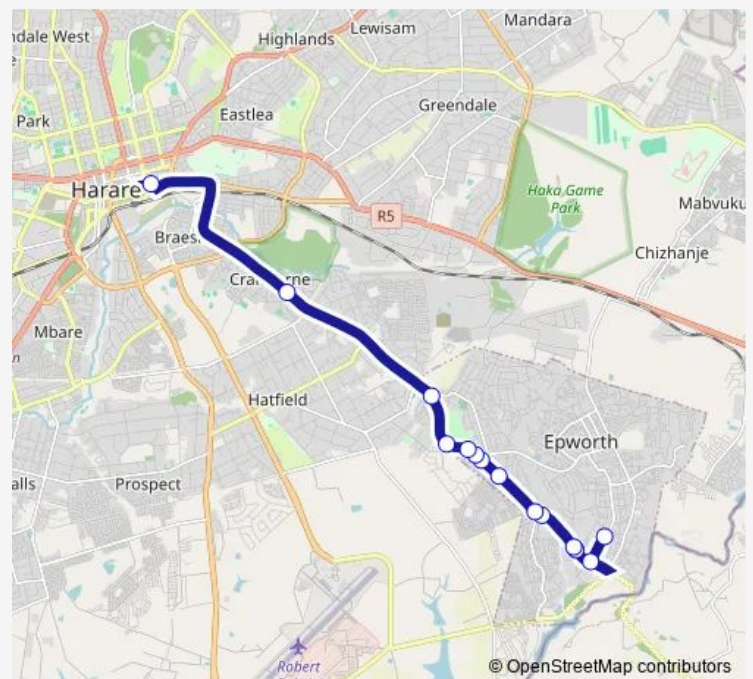 Mandara
ndale West
Lewisam
Highlands
Greendale
Eastlea
Park
Harare
Haka Game
Park
R5
Mabvuku
Chizhanje
Mbare
Hatfield
Epworth
alls
Prospect
Robert
© OpenStreetMap contributors